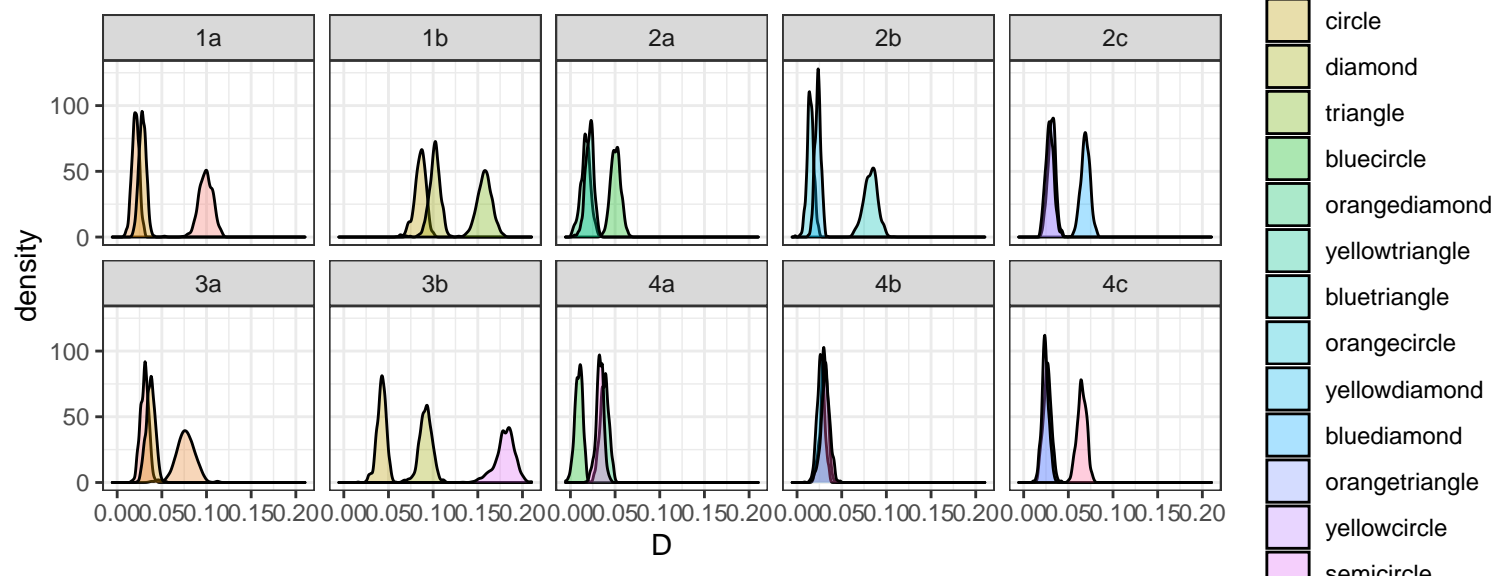 1a 1b 2a 2b 2c
100
50
0
3a 3b 4a 4b 4c
100
50
0
density
0.00 0.05 0.10 0.15 0.20 0.00 0.05 0.10 0.15 0.20 0.00 0.05 0.10 0.15 0.20 0.00 0.05 0.10 0.15 0.20 0.00 0.05 0.10 0.15 0.20
D
circle
diamond
triangle
bluecircle
orangediamond
yellowtriangle
bluetriangle
orangecircle
yellowdiamond
bluediamond
orangetriangle
yellowcircle
semicircle